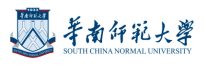 華南師範大學
SOUTH CHINA NORMAL UNIVERSITY